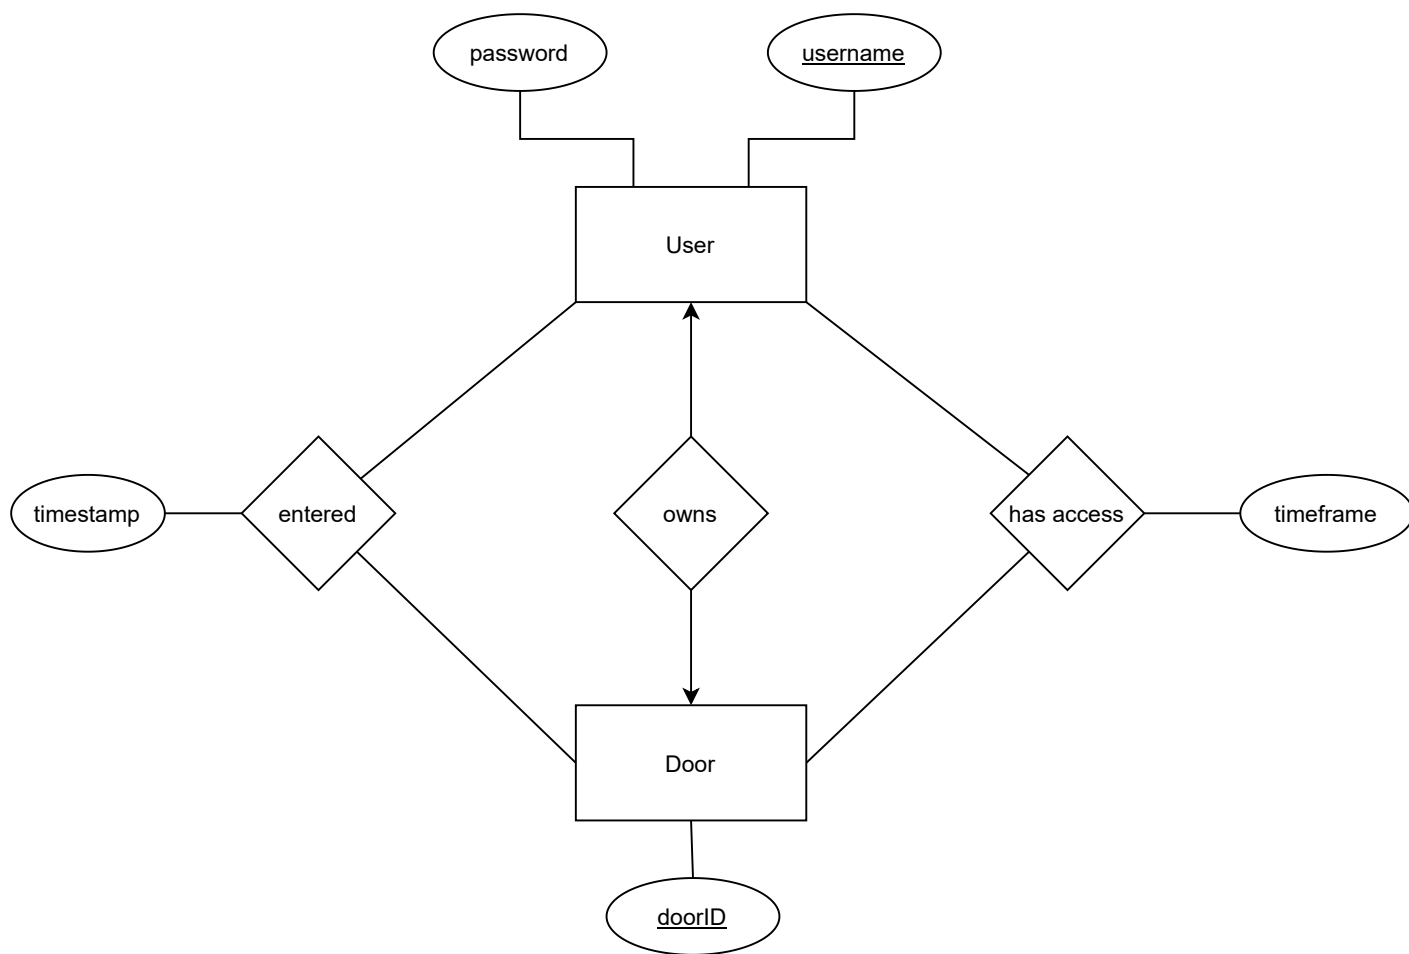 password
username
User
timestamp
entered
owns
has access
timeframe
Door
doorID